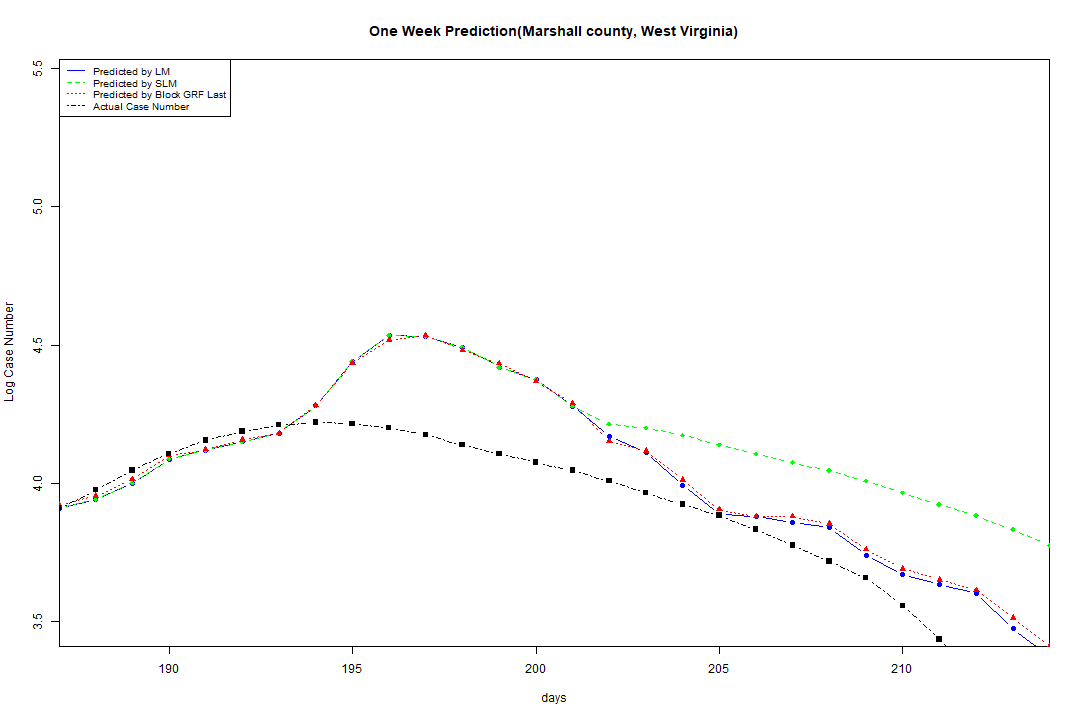 One Week Prediction(Marshall county, West Virginia)
Predicted by LM
Predicted by SLM
Predicted by Block GRF Last
Actual Case Number
5.5
5.0
4.5
4.0
3.5
Log Case Number
190 195 200 205 210
days